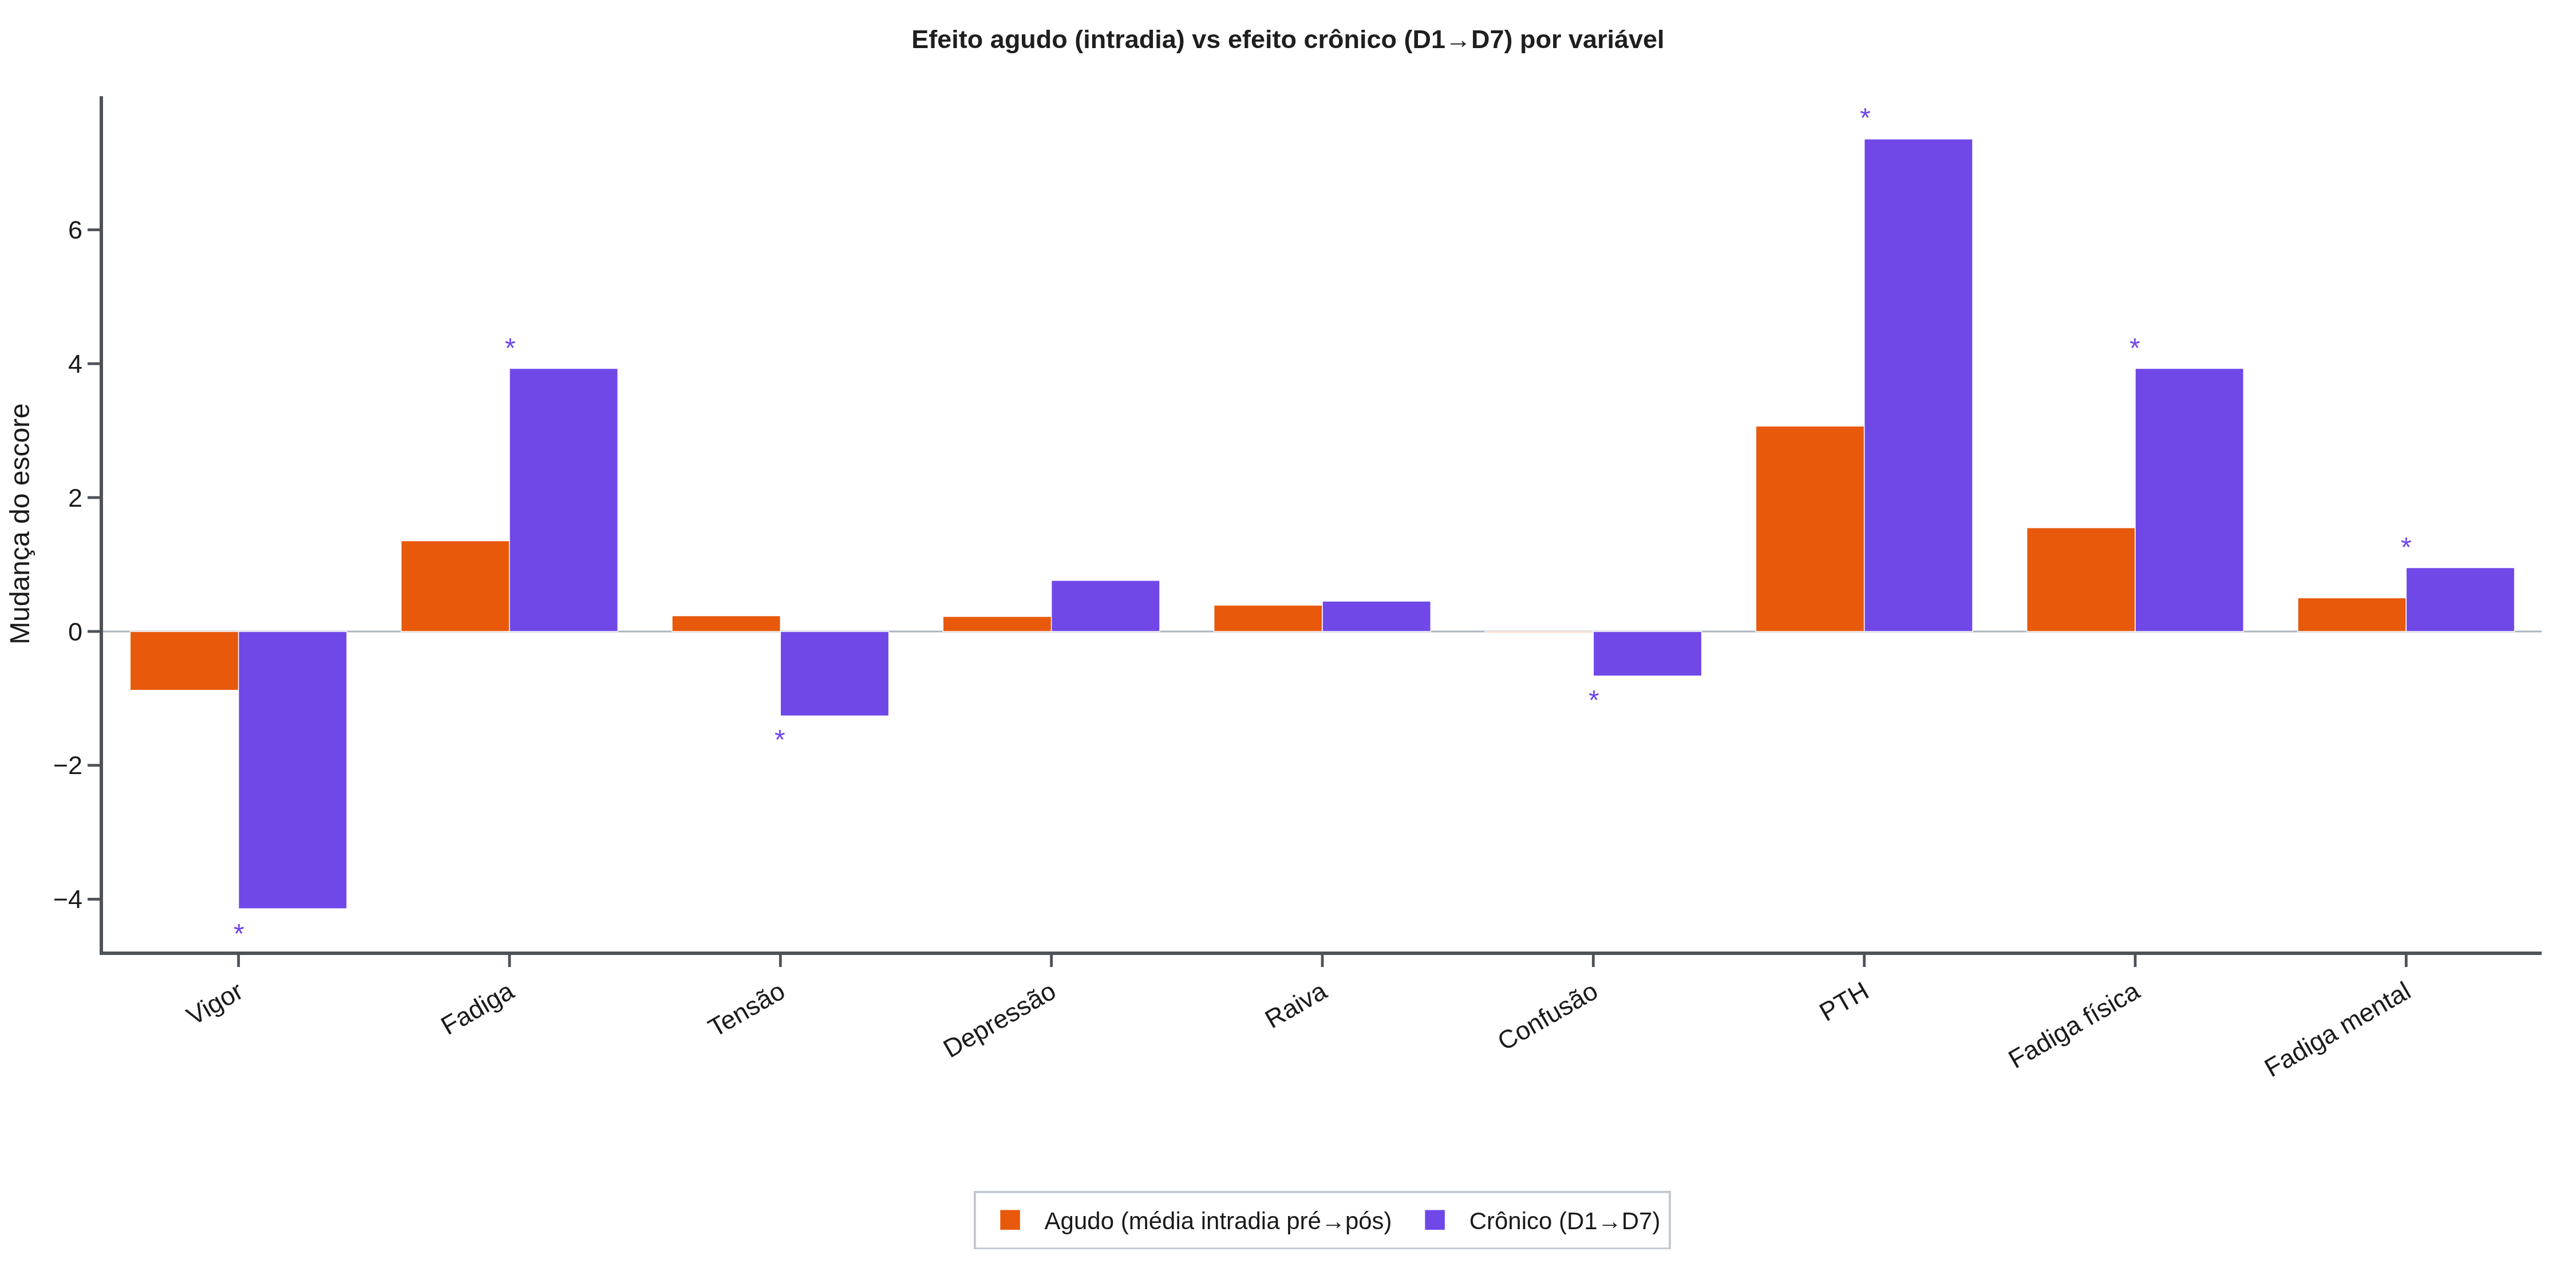 Efeito agudo (intradia) vs efeito crônico (D1→D7) por variável
Mudança do escore
6
4
2
0
−2
−4
*
*
*
*
*
*
*
Vigor
Fadiga
Tensão
Depressão
Raiva
Confusão
PTH
Fadiga física
Fadiga mental
Agudo (média intradia pré→pós)
Crônico (D1→D7)